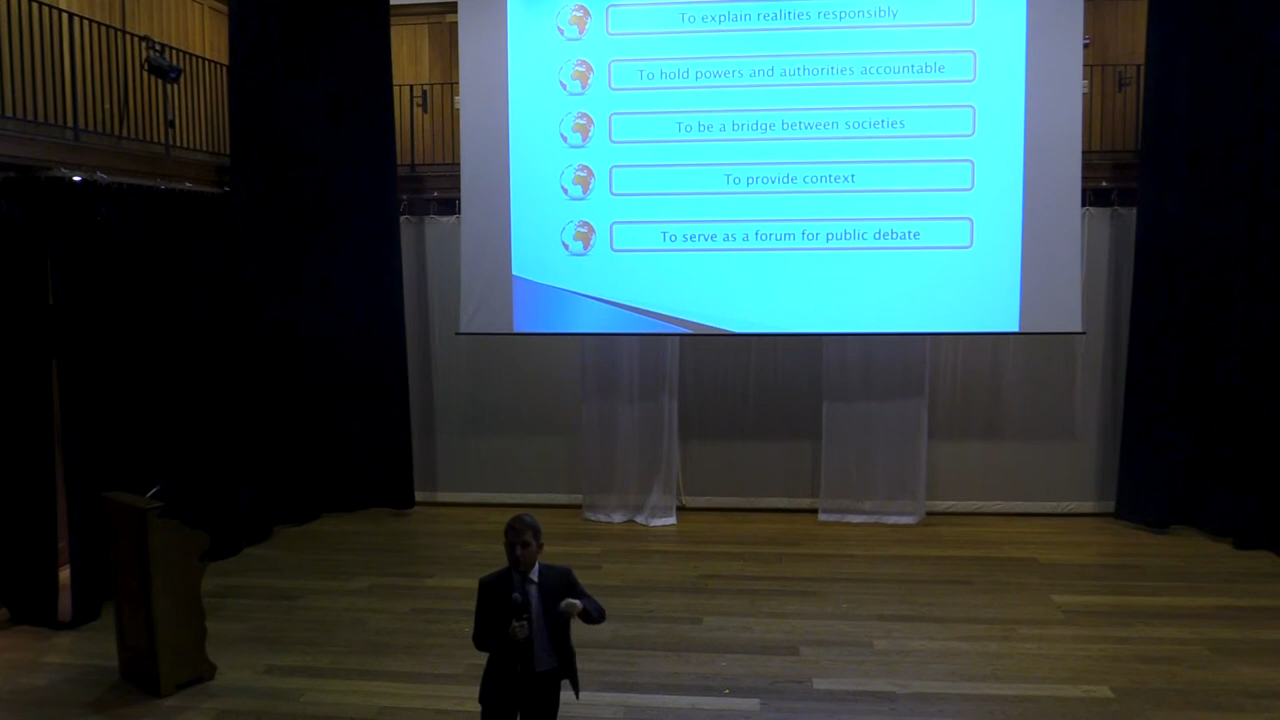 To explain realities responsibly
To hold powers and authorities accountable
To be a bridge between societies
To provide context
To serve as a forum for public debate